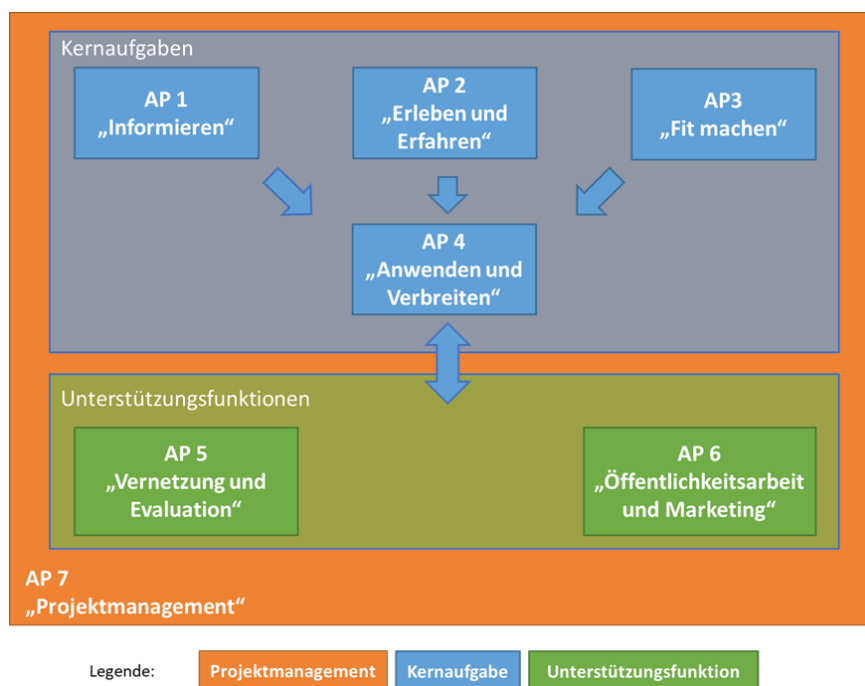 Kernaufgaben
AP 1
„Informieren“
AP 2
„Erleben und
Erfahren“
AP3
„Fit machen“
AP 4
„Anwenden und
Verbreiten“
Unterstützungsfunktionen
AP 5
„Vernetzung und
Evaluation“
AP 6
„Öffentlichkeitsarbeit
und Marketing“
AP 7
„Projektmanagement“
Legende:
Projektmanagement
Kernaufgabe
Unterstützungsfunktion